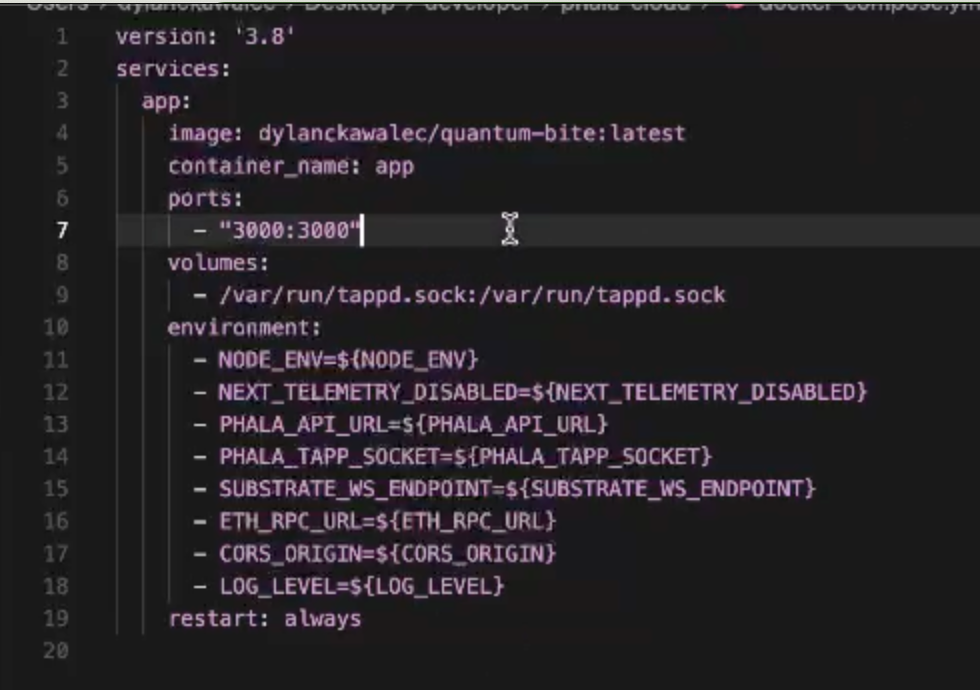 Users > dylanckawalec > Desktop > developer > phala-cloud > docker-compose.ym
1 version: '3.8'
2 services:
3 app:
4 image: dylanckawalec/quantum-bite:latest
5 container_name: app
6 ports:
7 - "3000:3000"
8 volumes:
9 - /var/run/tappd.sock:/var/run/tappd.sock
10 environment:
11 - NODE_ENV=${NODE_ENV}
12 - NEXT_TELEMETRY_DISABLED=${NEXT_TELEMETRY_DISABLED}
13 - PHALA_API_URL=${PHALA_API_URL}
14 - PHALA_TAPP_SOCKET=${PHALA_TAPP_SOCKET}
15 - SUBSTRATE_WS_ENDPOINT=${SUBSTRATE_WS_ENDPOINT}
16 - ETH_RPC_URL=${ETH_RPC_URL}
17 - CORS_ORIGIN=${CORS_ORIGIN}
18 - LOG_LEVEL=${LOG_LEVEL}
19 restart: always
20